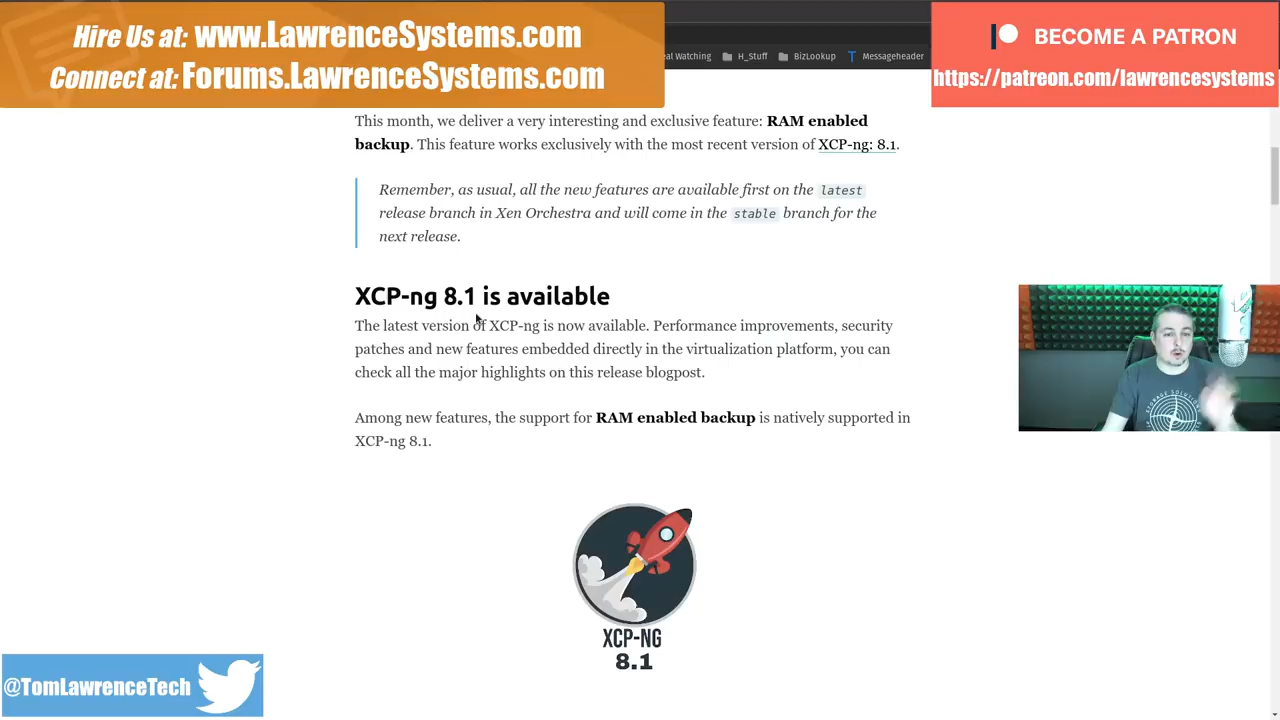 Hire Us at: www.LawrenceSystems.com
Connect at: Forums.LawrenceSystems.com
BECOME A PATRON
https://patreon.com/lawrencesystems
eal Watching
H_Stuff
BizLookup
Messageheader
This month, we deliver a very interesting and exclusive feature: RAM enabled
backup. This feature works exclusively with the most recent version of XCP-ng: 8.1.
Remember, as usual, all the new features are available first on the latest
release branch in Xen Orchestra and will come in the stable branch for the
next release.
XCP-ng 8.1 is available
The latest version of XCP-ng is now available. Performance improvements, security
patches and new features embedded directly in the virtualization platform, you can
check all the major highlights on this release blogpost.
Among new features, the support for RAM enabled backup is natively supported in
XCP-ng 8.1.
XCP-NG
8.1
@TomLawrenceTech